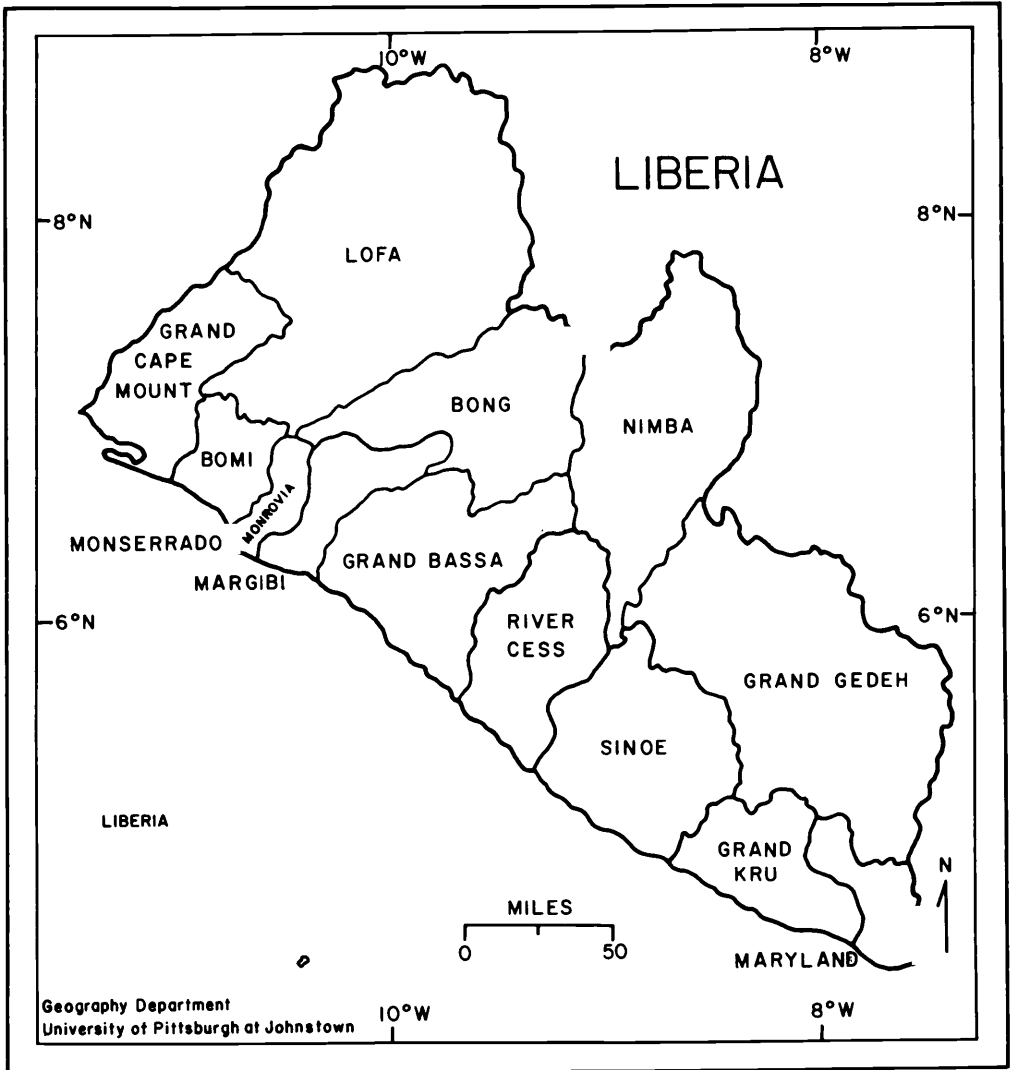 10°W
8°W
LIBERIA
8°N
8°N
LOFA
GRAND
CAPE
MOUNT
BONG
NIMBA
BOMI
MONROVIA
MONSERRADO
GRAND BASSA
MARGIBI
6°N
6°N
RIVER
CESS
GRAND GEDEH
SINOE
LIBERIA
GRAND
KRU
N
MILES
0
50
MARYLAND
Geography Department
University of Pittsburgh at Johnstown
10°W
8°W